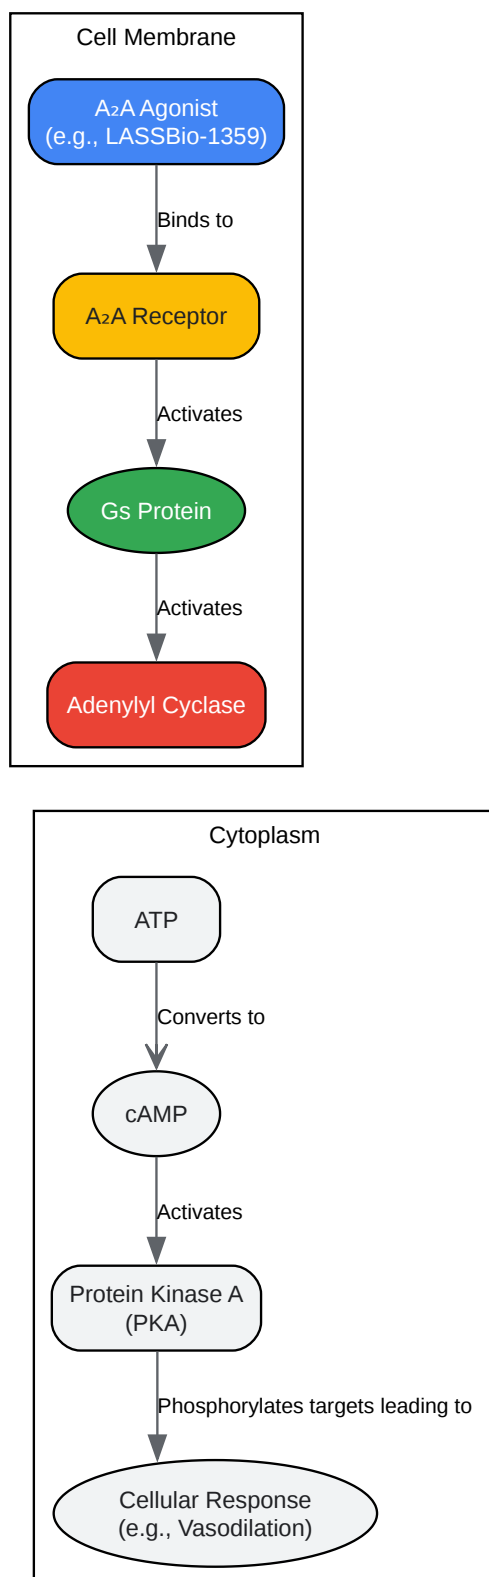 Cell Membrane
A₂A Agonist
(e.g., LASSBio-1359)
Binds to
A₂A Receptor
Activates
Gs Protein
Activates
Adenylyl Cyclase
Cytoplasm
ATP
Converts to
cAMP
Activates
Protein Kinase A
(PKA)
Phosphorylates targets leading to
Cellular Response
(e.g., Vasodilation)